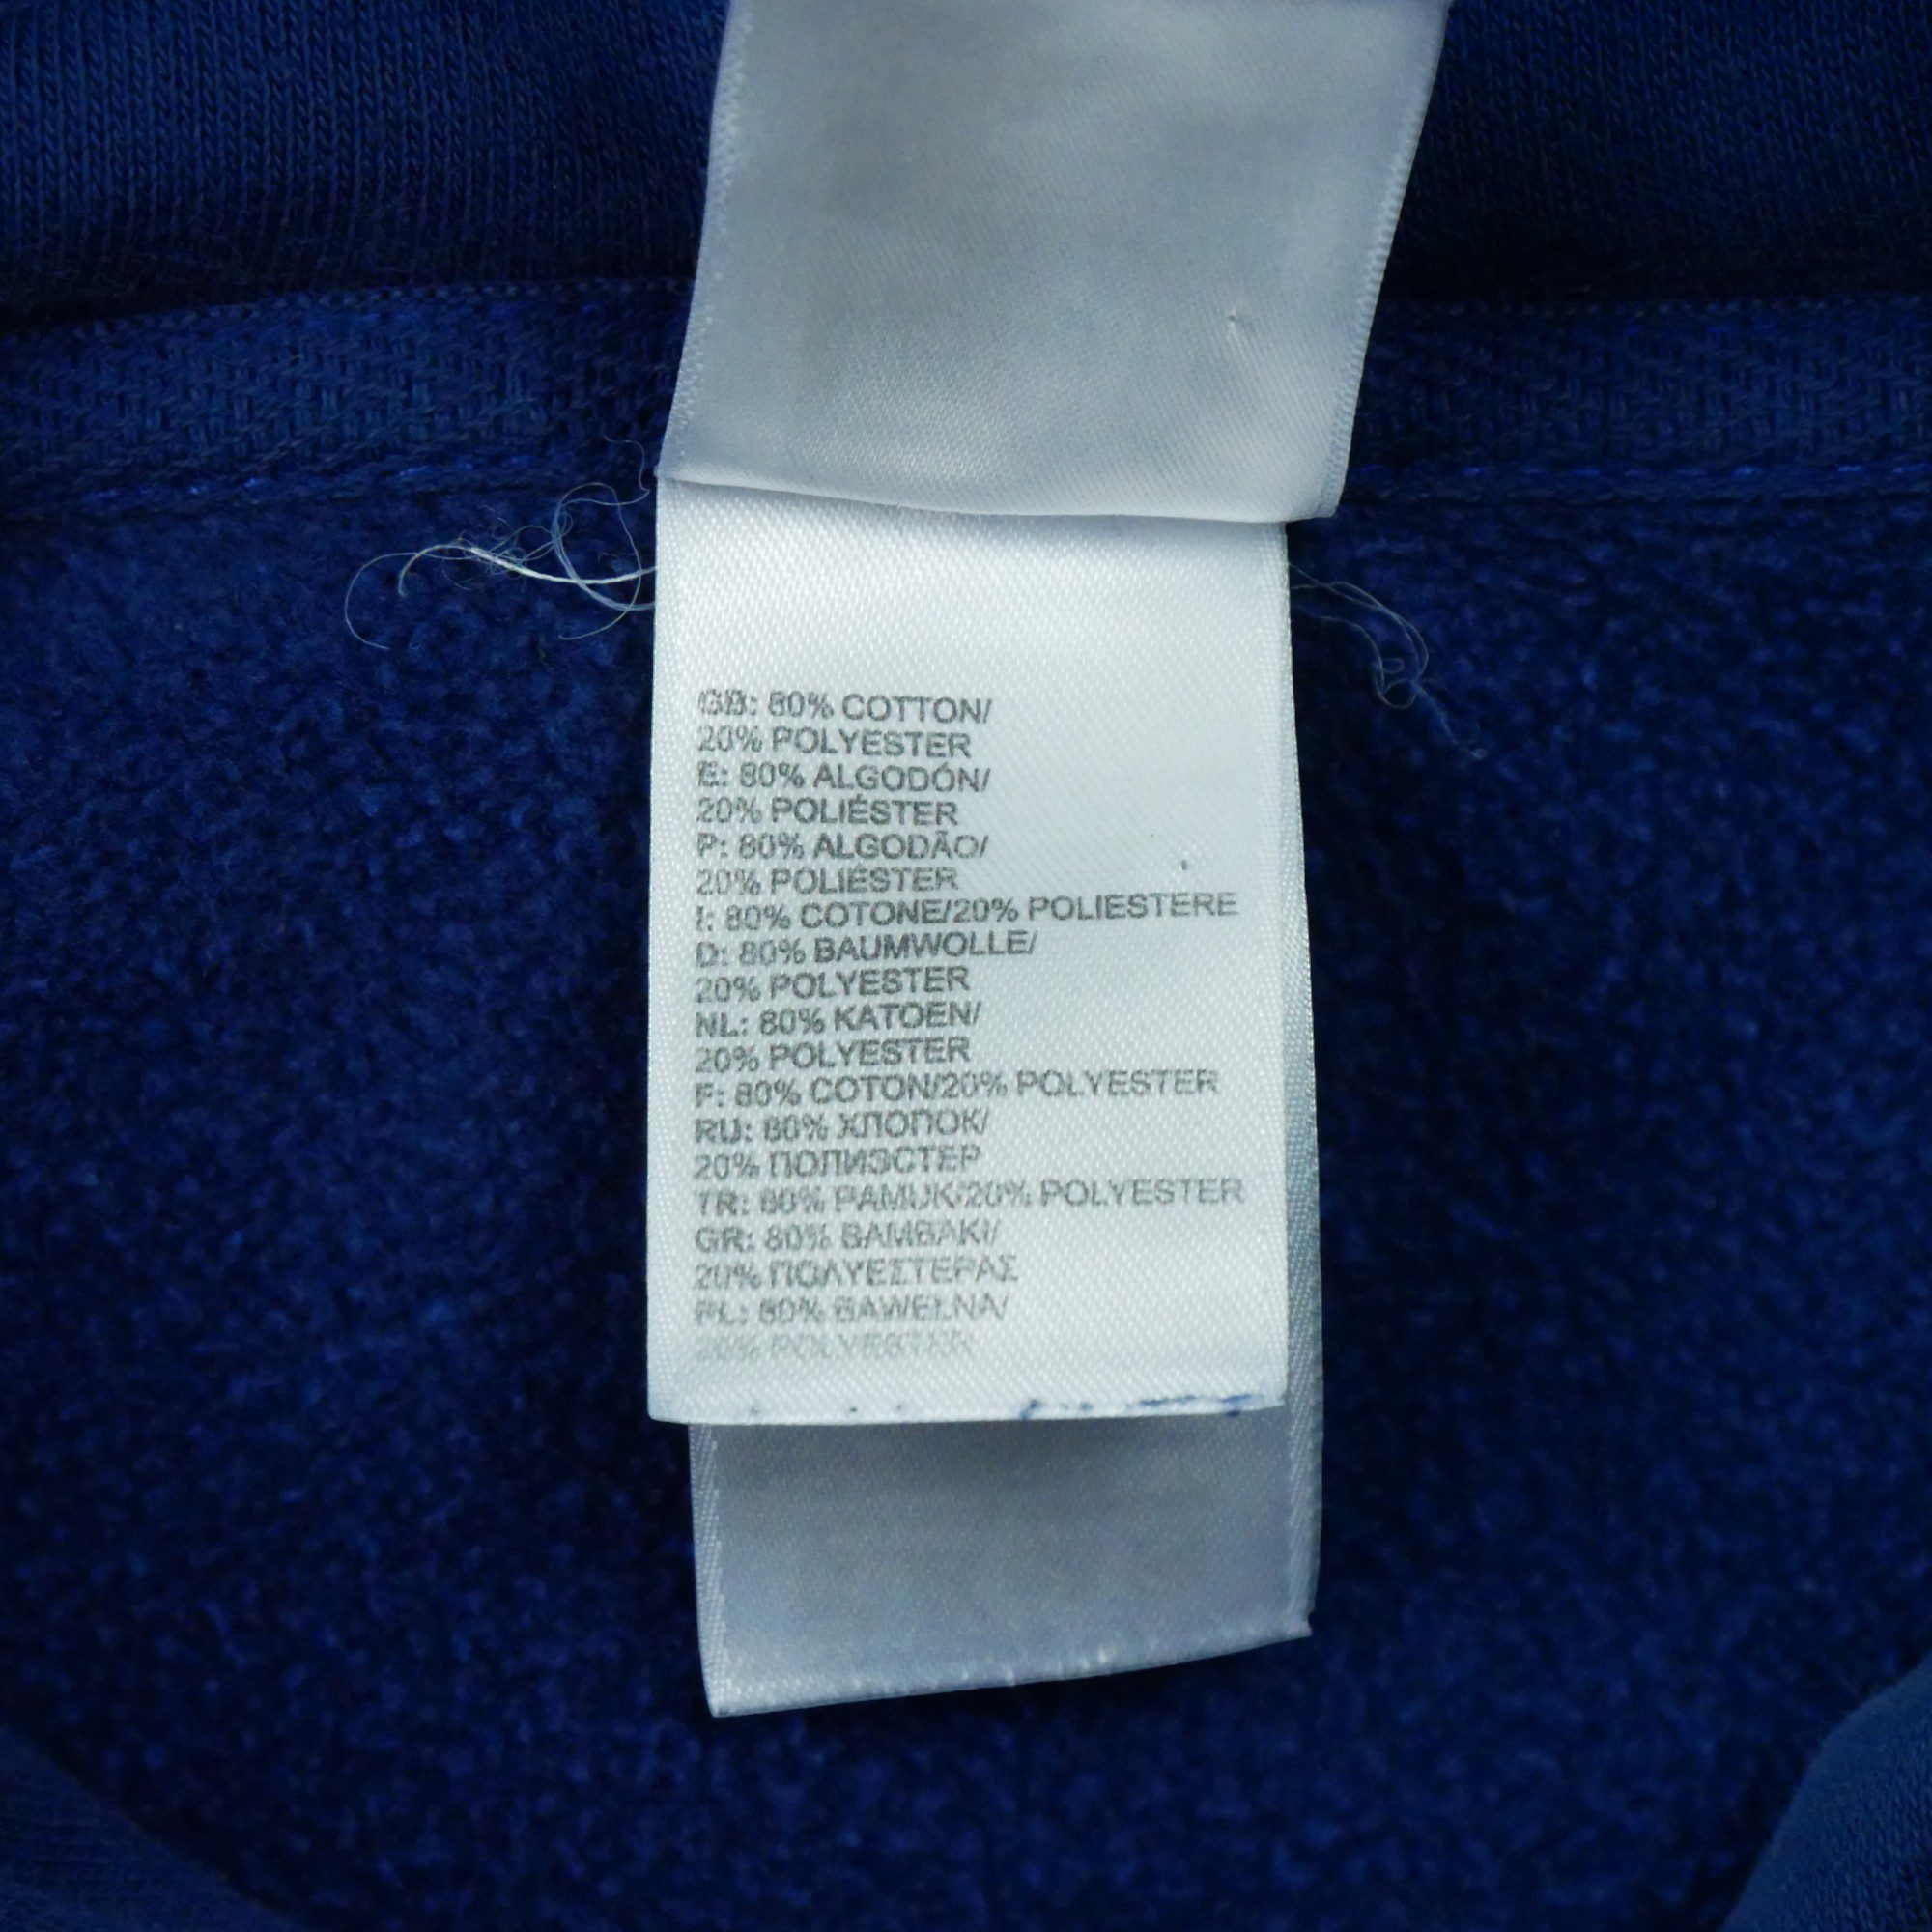 GB: 80% COTTON/
20% POLYESTER
E: 80% ALGODÓN/
20% POLIÉSTER
P: 80% ALGODÃO/
20% POLIÉSTER
I: 80% COTONE/20% POLIESTERE
D: 80% BAUMWOLLE/
20% POLYESTER
NL: 80% KATOEN/
20% POLYESTER
F: 80% COTON/20% POLYESTER
RU: 80% ХЛОПОК/
20% ПОЛИЭСТЕР
TR: 80% PAMUK/20% POLYESTER
GR: 80% ΒΑΜΒΑΚΙ/
20% ΠΟΛΥΕΣΤΕΡΑΣ
PL: 80% BAWEŁNA/
20% POLYESTER